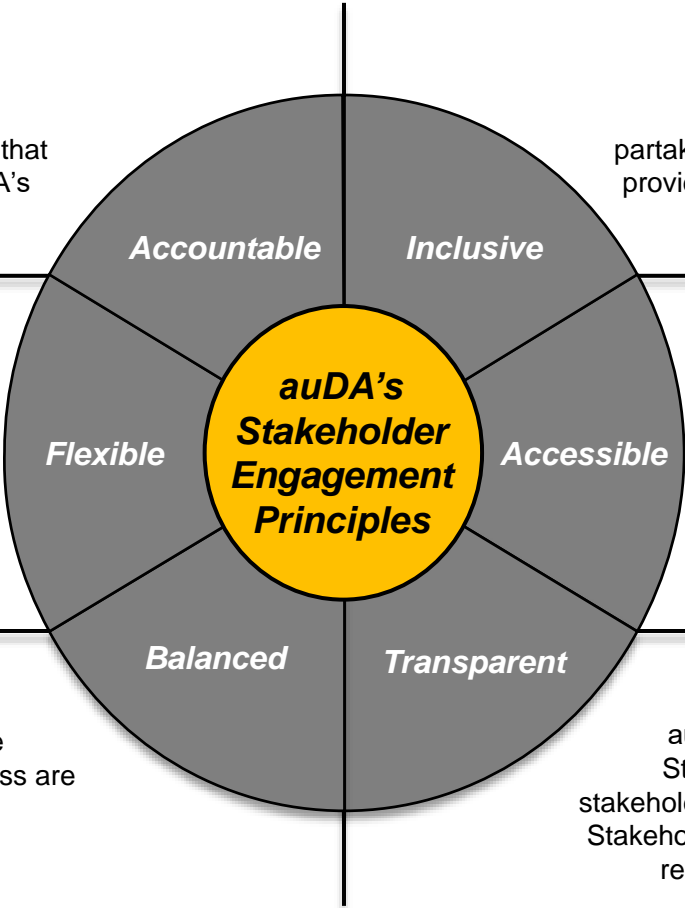 that
A's
partak
provid
Accountable
Inclusive
auDA's
Stakeholder
Engagement
Principles
Flexible
Accessible
Balanced
Transparent
e
ss are
au
St
stakehol
Stakeho
re